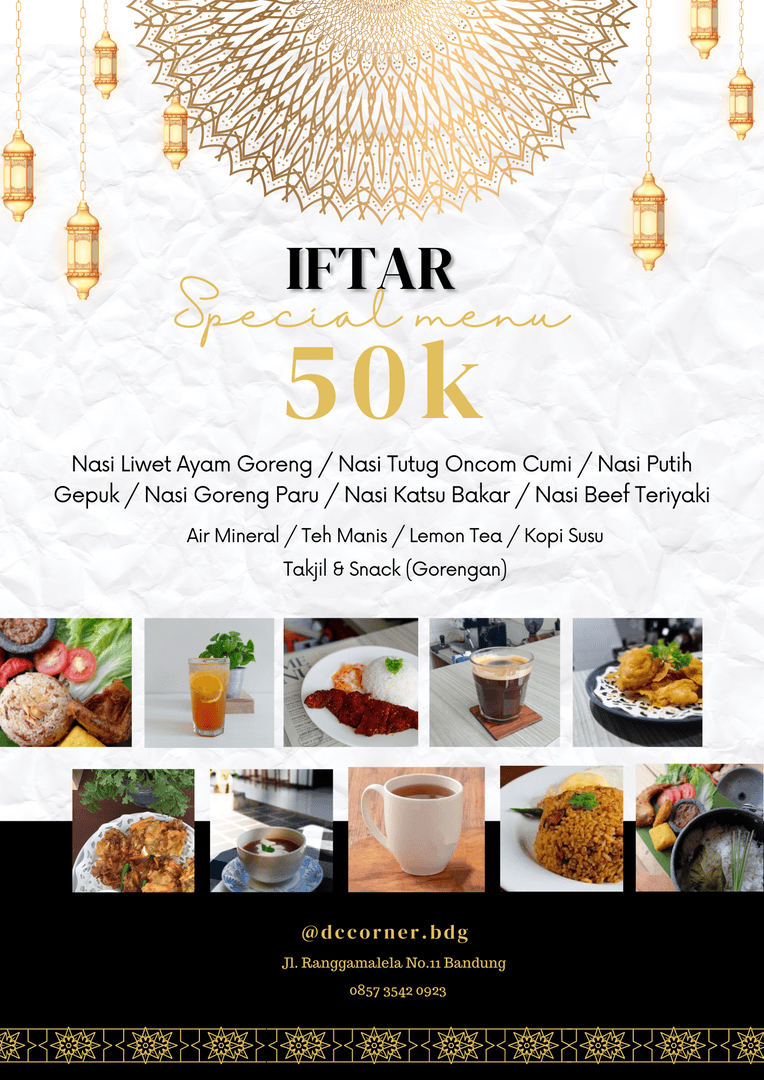 IFTAR
Special menu
50k
Nasi Liwet Ayam Goreng / Nasi Tutug Oncom Cumi / Nasi Putih
Gepuk / Nasi Goreng Paru / Nasi Katsu Bakar / Nasi Beef Teriyaki
Air Mineral / Teh Manis / Lemon Tea / Kopi Susu
Takjil & Snack (Gorengan)
@dccorner.bdg
Jl. Ranggamalela No.11 Bandung
0857 3542 0923